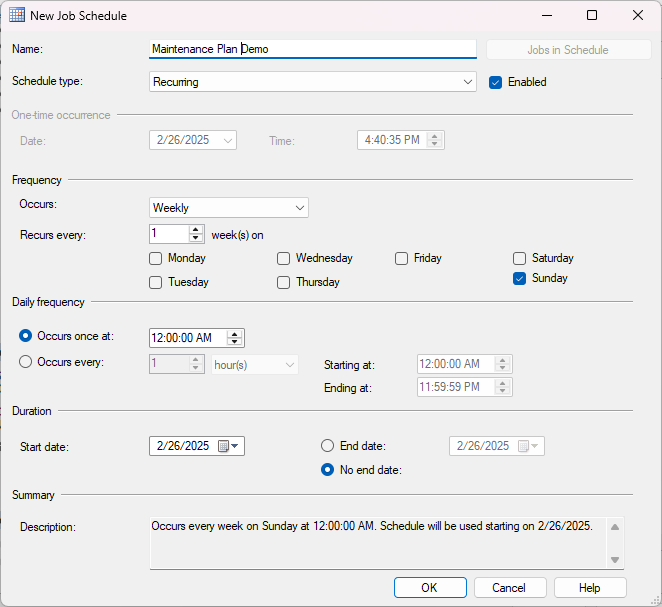 New Job Schedule
Name: Maintenance Plan Demo Jobs in Schedule
Schedule type: Recurring Enabled
One-time occurrence
Date: 2/26/2025 Time: 4:40:35 PM
Frequency
Occurs: Weekly
Recurs every: 1 week(s) on
Monday Wednesday Friday Saturday
Tuesday Thursday Sunday
Daily frequency
Occurs once at: 12:00:00 AM
Occurs every: 1 hour(s) Starting at: 12:00:00 AM
Ending at: 11:59:59 PM
Duration
Start date: 2/26/2025 End date: 2/26/2025
No end date:
Summary
Description: Occurs every week on Sunday at 12:00:00 AM. Schedule will be used starting on 2/26/2025.
OK Cancel Help